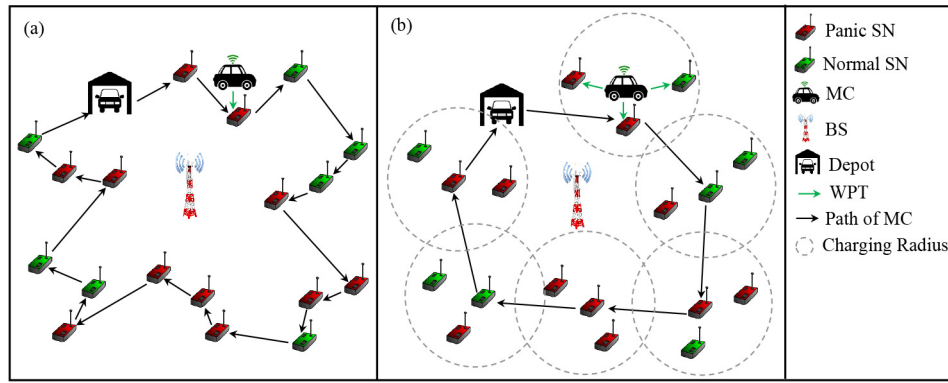 (a)
(b)
Panic SN
Normal SN
MC
BS
Depot
WPT
Path of MC
Charging Radius